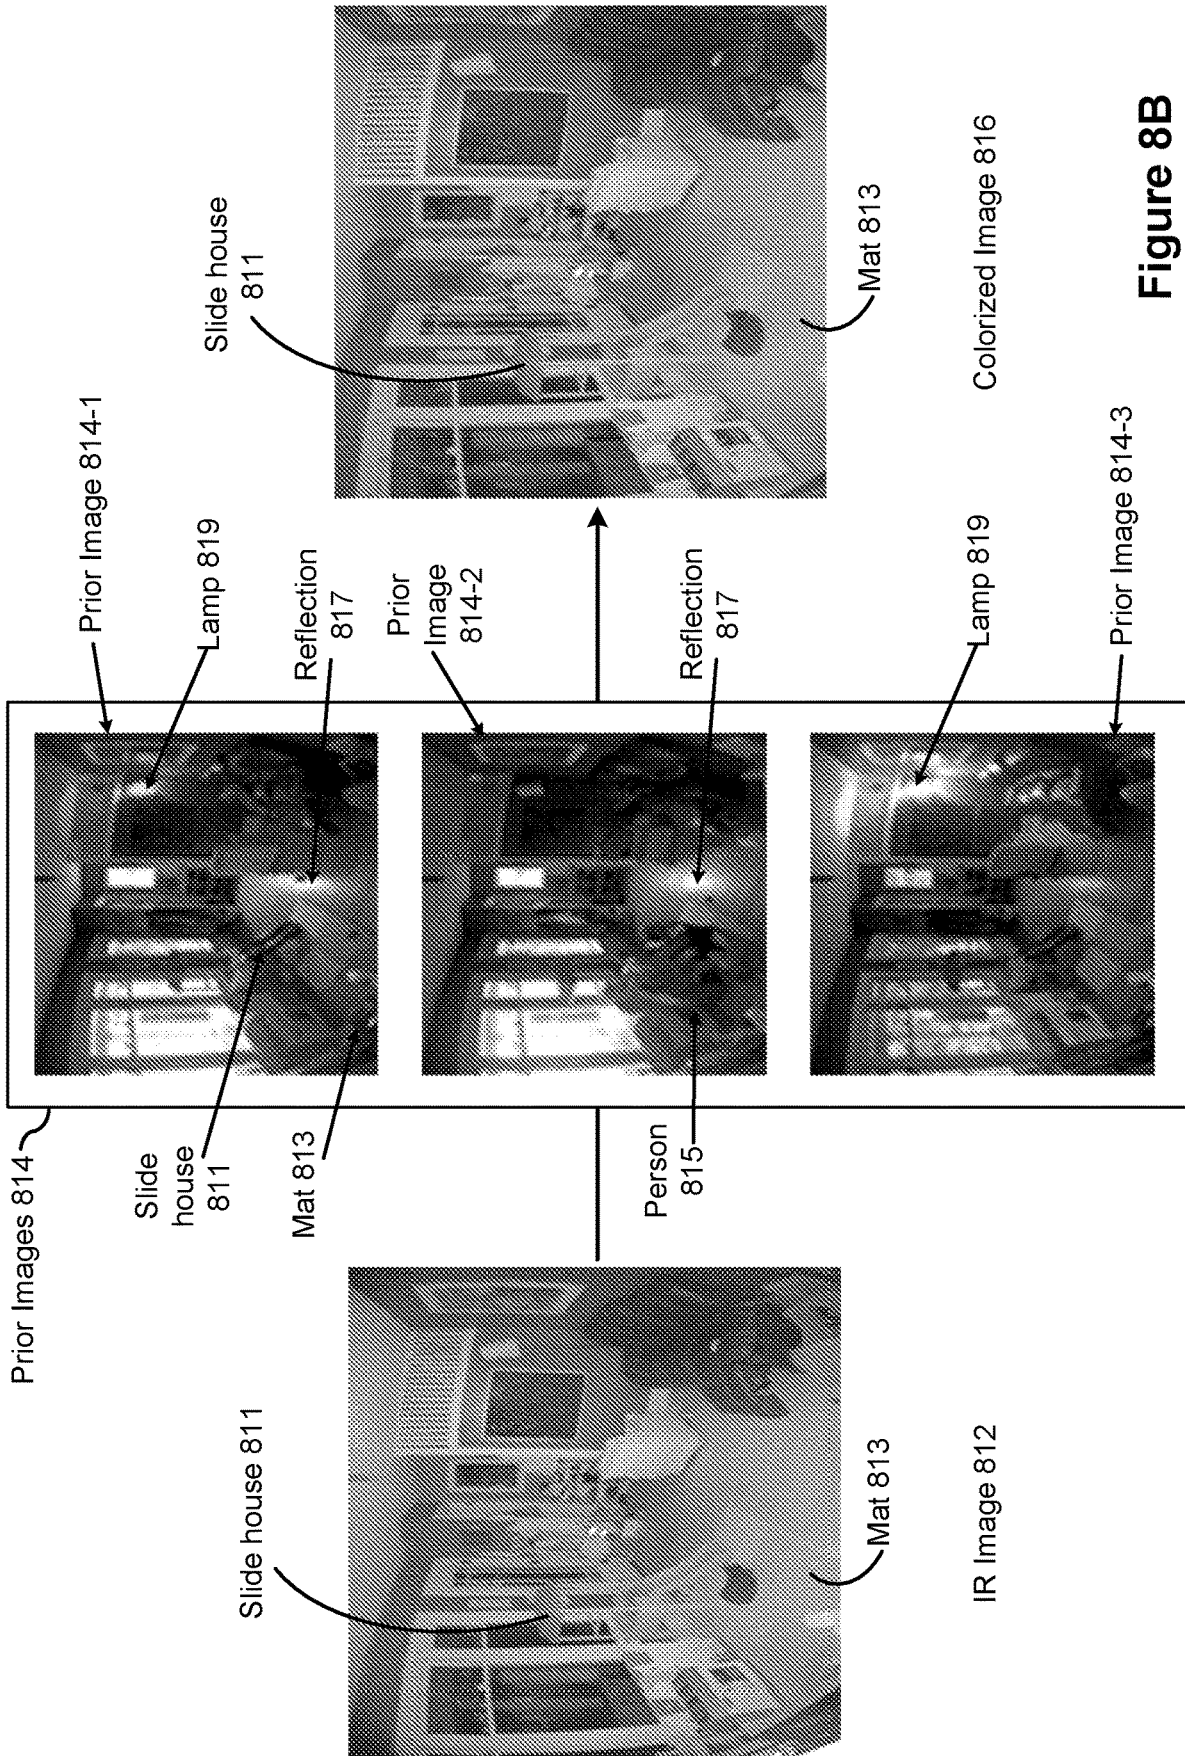 Prior Images 814
Prior Image 814-1
Lamp 819
Reflection
817
Slide
house
811
Mat 813
Prior
Image
814-2
Reflection
817
Person
815
Lamp 819
Prior Image 814-3
Slide house 811
Mat 813
IR Image 812
Slide house
811
Mat 813
Colorized Image 816
Figure 8B